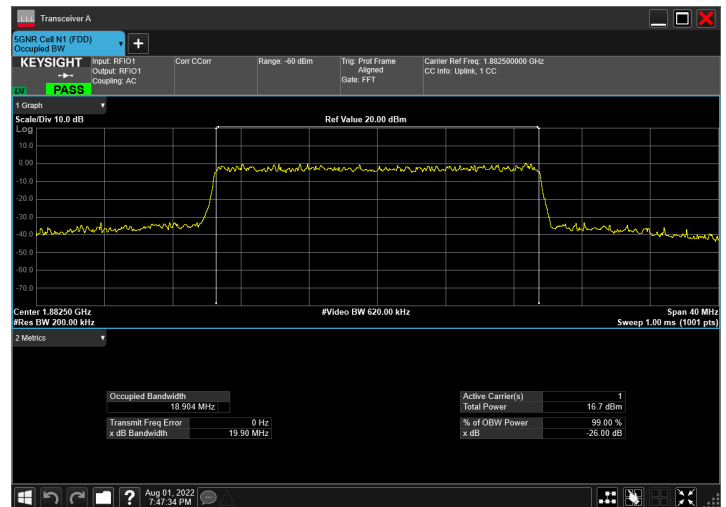 Transceiver A
5GNR Cell N1 (FDD)
Occupied BW
KEYSIGHT
LXI PASS
Input: RFIO1
Output: RFIO1
Coupling: AC
Corr CCorr
Range: -60 dBm
Trig: Prot Frame
Aligned
Gate: FFT
Carrier Ref Freq: 1.882500000 GHz
CC Info: Uplink, 1 CC
1 Graph
Scale/Div 10.0 dB
Ref Value 20.00 dBm
Log
10.0
0.00
-10.0
-20.0
-30.0
-40.0
-50.0
-60.0
-70.0
Center 1.88250 GHz
#Video BW 620.00 kHz
Span 40 MHz
#Res BW 200.00 kHz
Sweep 1.00 ms (1001 pts)
2 Metrics
Occupied Bandwidth
18.904 MHz
Transmit Freq Error 0 Hz
x dB Bandwidth 19.90 MHz
Active Carrier(s) 1
Total Power 16.7 dBm
% of OBW Power 99.00 %
x dB -26.00 dB
?
Aug 01, 2022
7:47:34 PM